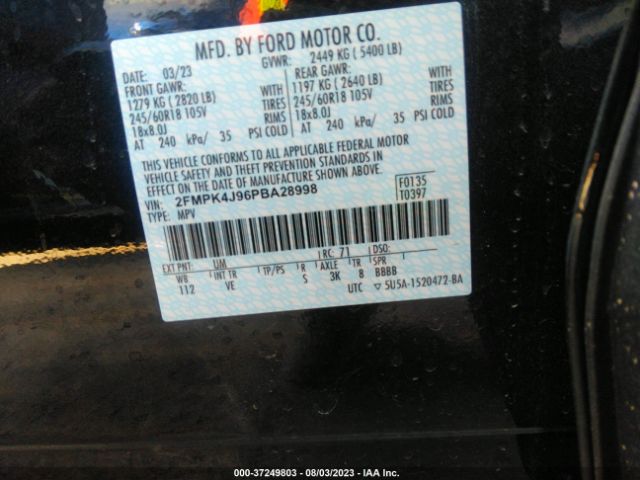 MFD. BY FORD MOTOR CO.
DATE: 03/23 GVWR: 2449 KG ( 5400 LB)
FRONT GAWR: REAR GAWR:
1279 KG ( 2820 LB) WITH 1197 KG ( 2640 LB) WITH
245/60R18 105V TIRES 245/60R18 105V TIRES
18x8.0J RIMS 18x8.0J RIMS
AT 240 kPa/ 35 PSI COLD AT 240 kPa/ 35 PSI COLD
THIS VEHICLE CONFORMS TO ALL APPLICABLE FEDERAL MOTOR
VEHICLE SAFETY AND THEFT PREVENTION STANDARDS IN
EFFECT ON THE DATE OF MANUFACTURE SHOWN ABOVE.
VIN: 2FMPK4J96PBA28998 F0135
TYPE: MPV T0397
EXT PNT: UM RC: 71 DSO:
WB INT TR TP/PS R AXLE TR SPR
112 VE S 3K 8 BBBB
UTC ▽ 5U5A-1520472-BA
000-37249803 - 08/03/2023 - IAA Inc.